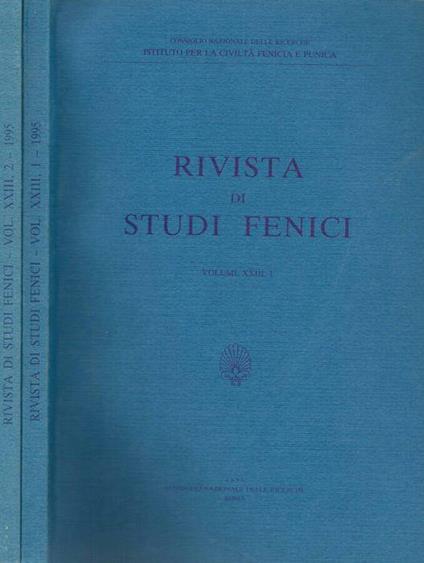 RIVISTA DI STUDI FENICI – VOL. XXIII, 2 – 1995
RIVISTA DI STUDI FENICI – VOL. XXIII, 1 – 1995
CONSIGLIO NAZIONALE DELLE RICERCHE
ISTITUTO PER LA CIVILTÀ FENICIA E PUNICA
RIVISTA
DI
STUDI FENICI
VOLUME XXIII, 1
CONSIGLIO NAZIONALE DELLE RICERCHE
ROMA